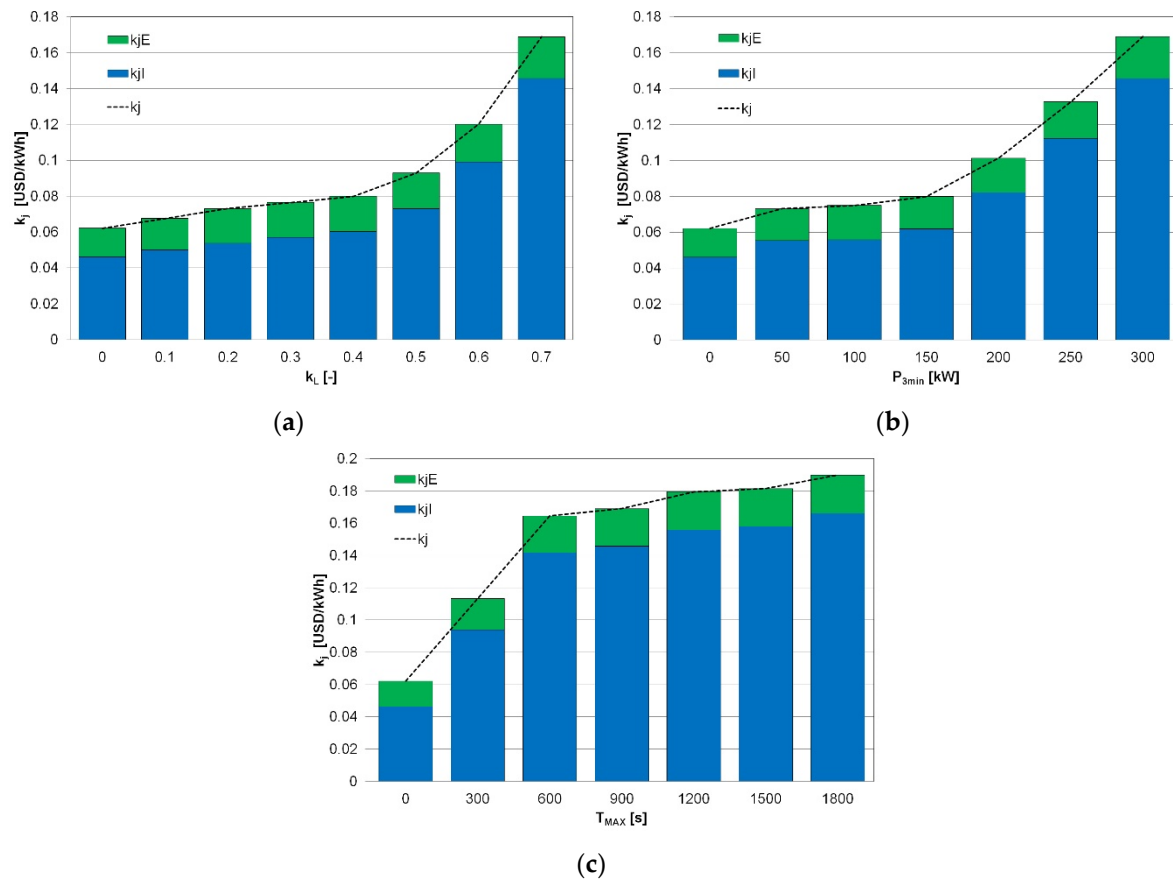 0.18
0.16
0.14
0.12
0.1
0.08
0.06
0.04
0.02
0
kj [USD/kWh]
kjE
kjI
kj
0 0.1 0.2 0.3 0.4 0.5 0.6 0.7
kL [-]
(a)
0.18
0.16
0.14
0.12
0.1
0.08
0.06
0.04
0.02
0
kj [USD/kWh]
kjE
kjI
kj
0 50 100 150 200 250 300
P3min [kW]
(b)
0.2
0.18
0.16
0.14
0.12
0.1
0.08
0.06
0.04
0.02
0
kj [USD/kWh]
kjE
kjI
kj
0 300 600 900 1200 1500 1800
TMAX [s]
(c)